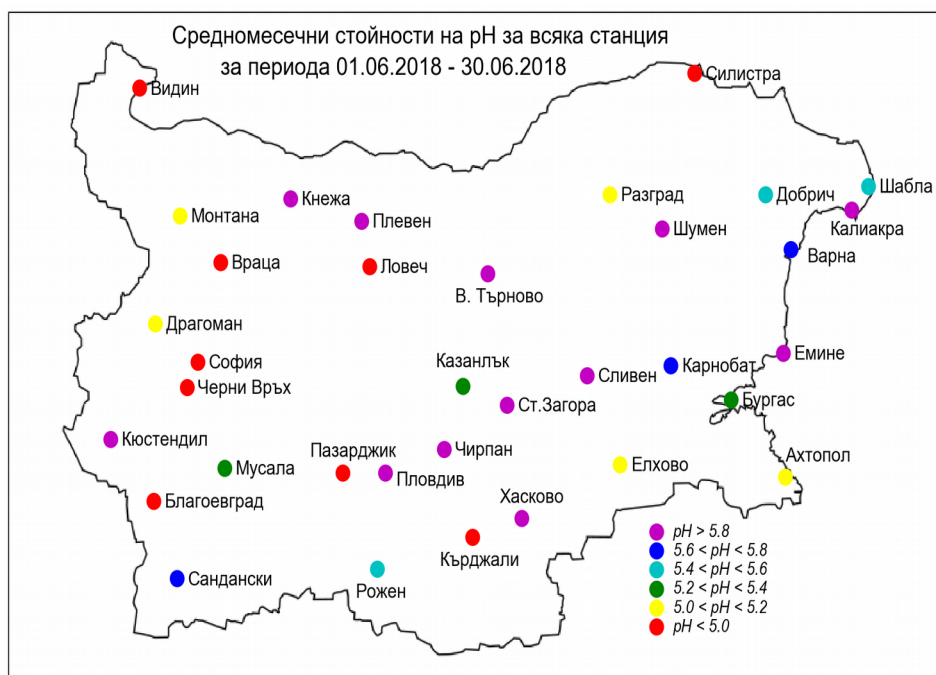 Средномесечни стойности на pH за всяка станция
за периода 01.06.2018 - 30.06.2018
Видин
Силистра
Шабла
Добрич
Разград
Кнежа
Монтана
Плевен
Калиакра
Шумен
Варна
Враца
Ловеч
В. Търново
Драгоман
Емине
София
Казанлък
Карнобат
Сливен
Черни Връх
Бургас
Ст.Загора
Кюстендил
Пазарджик
Чирпан
Ахтопол
Мусала
Пловдив
Елхово
Благоевград
Хасково
Кърджали
Сандански
Рожен
pH > 5.8
5.6 < pH < 5.8
5.4 < pH < 5.6
5.2 < pH < 5.4
5.0 < pH < 5.2
pH < 5.0